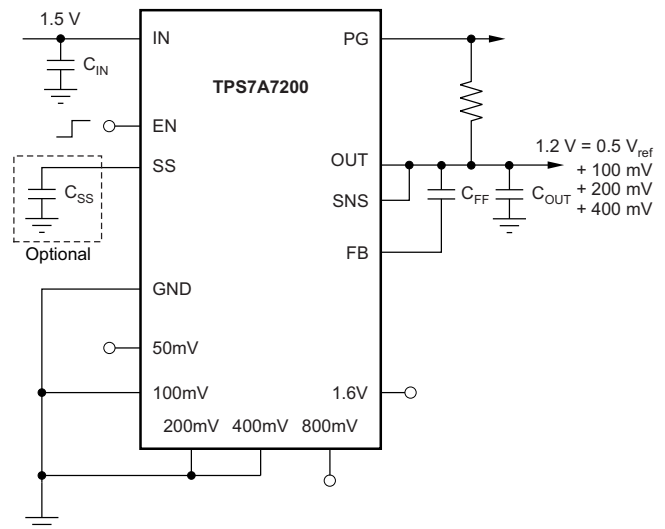 1.5 V
IN
PG
C_IN
TPS7A7200
EN
SS
OUT
1.2 V = 0.5 V_ref
+ 100 mV
+ 200 mV
+ 400 mV
C_SS
SNS
C_FF
C_OUT
Optional
FB
GND
50mV
100mV
1.6V
200mV
400mV
800mV